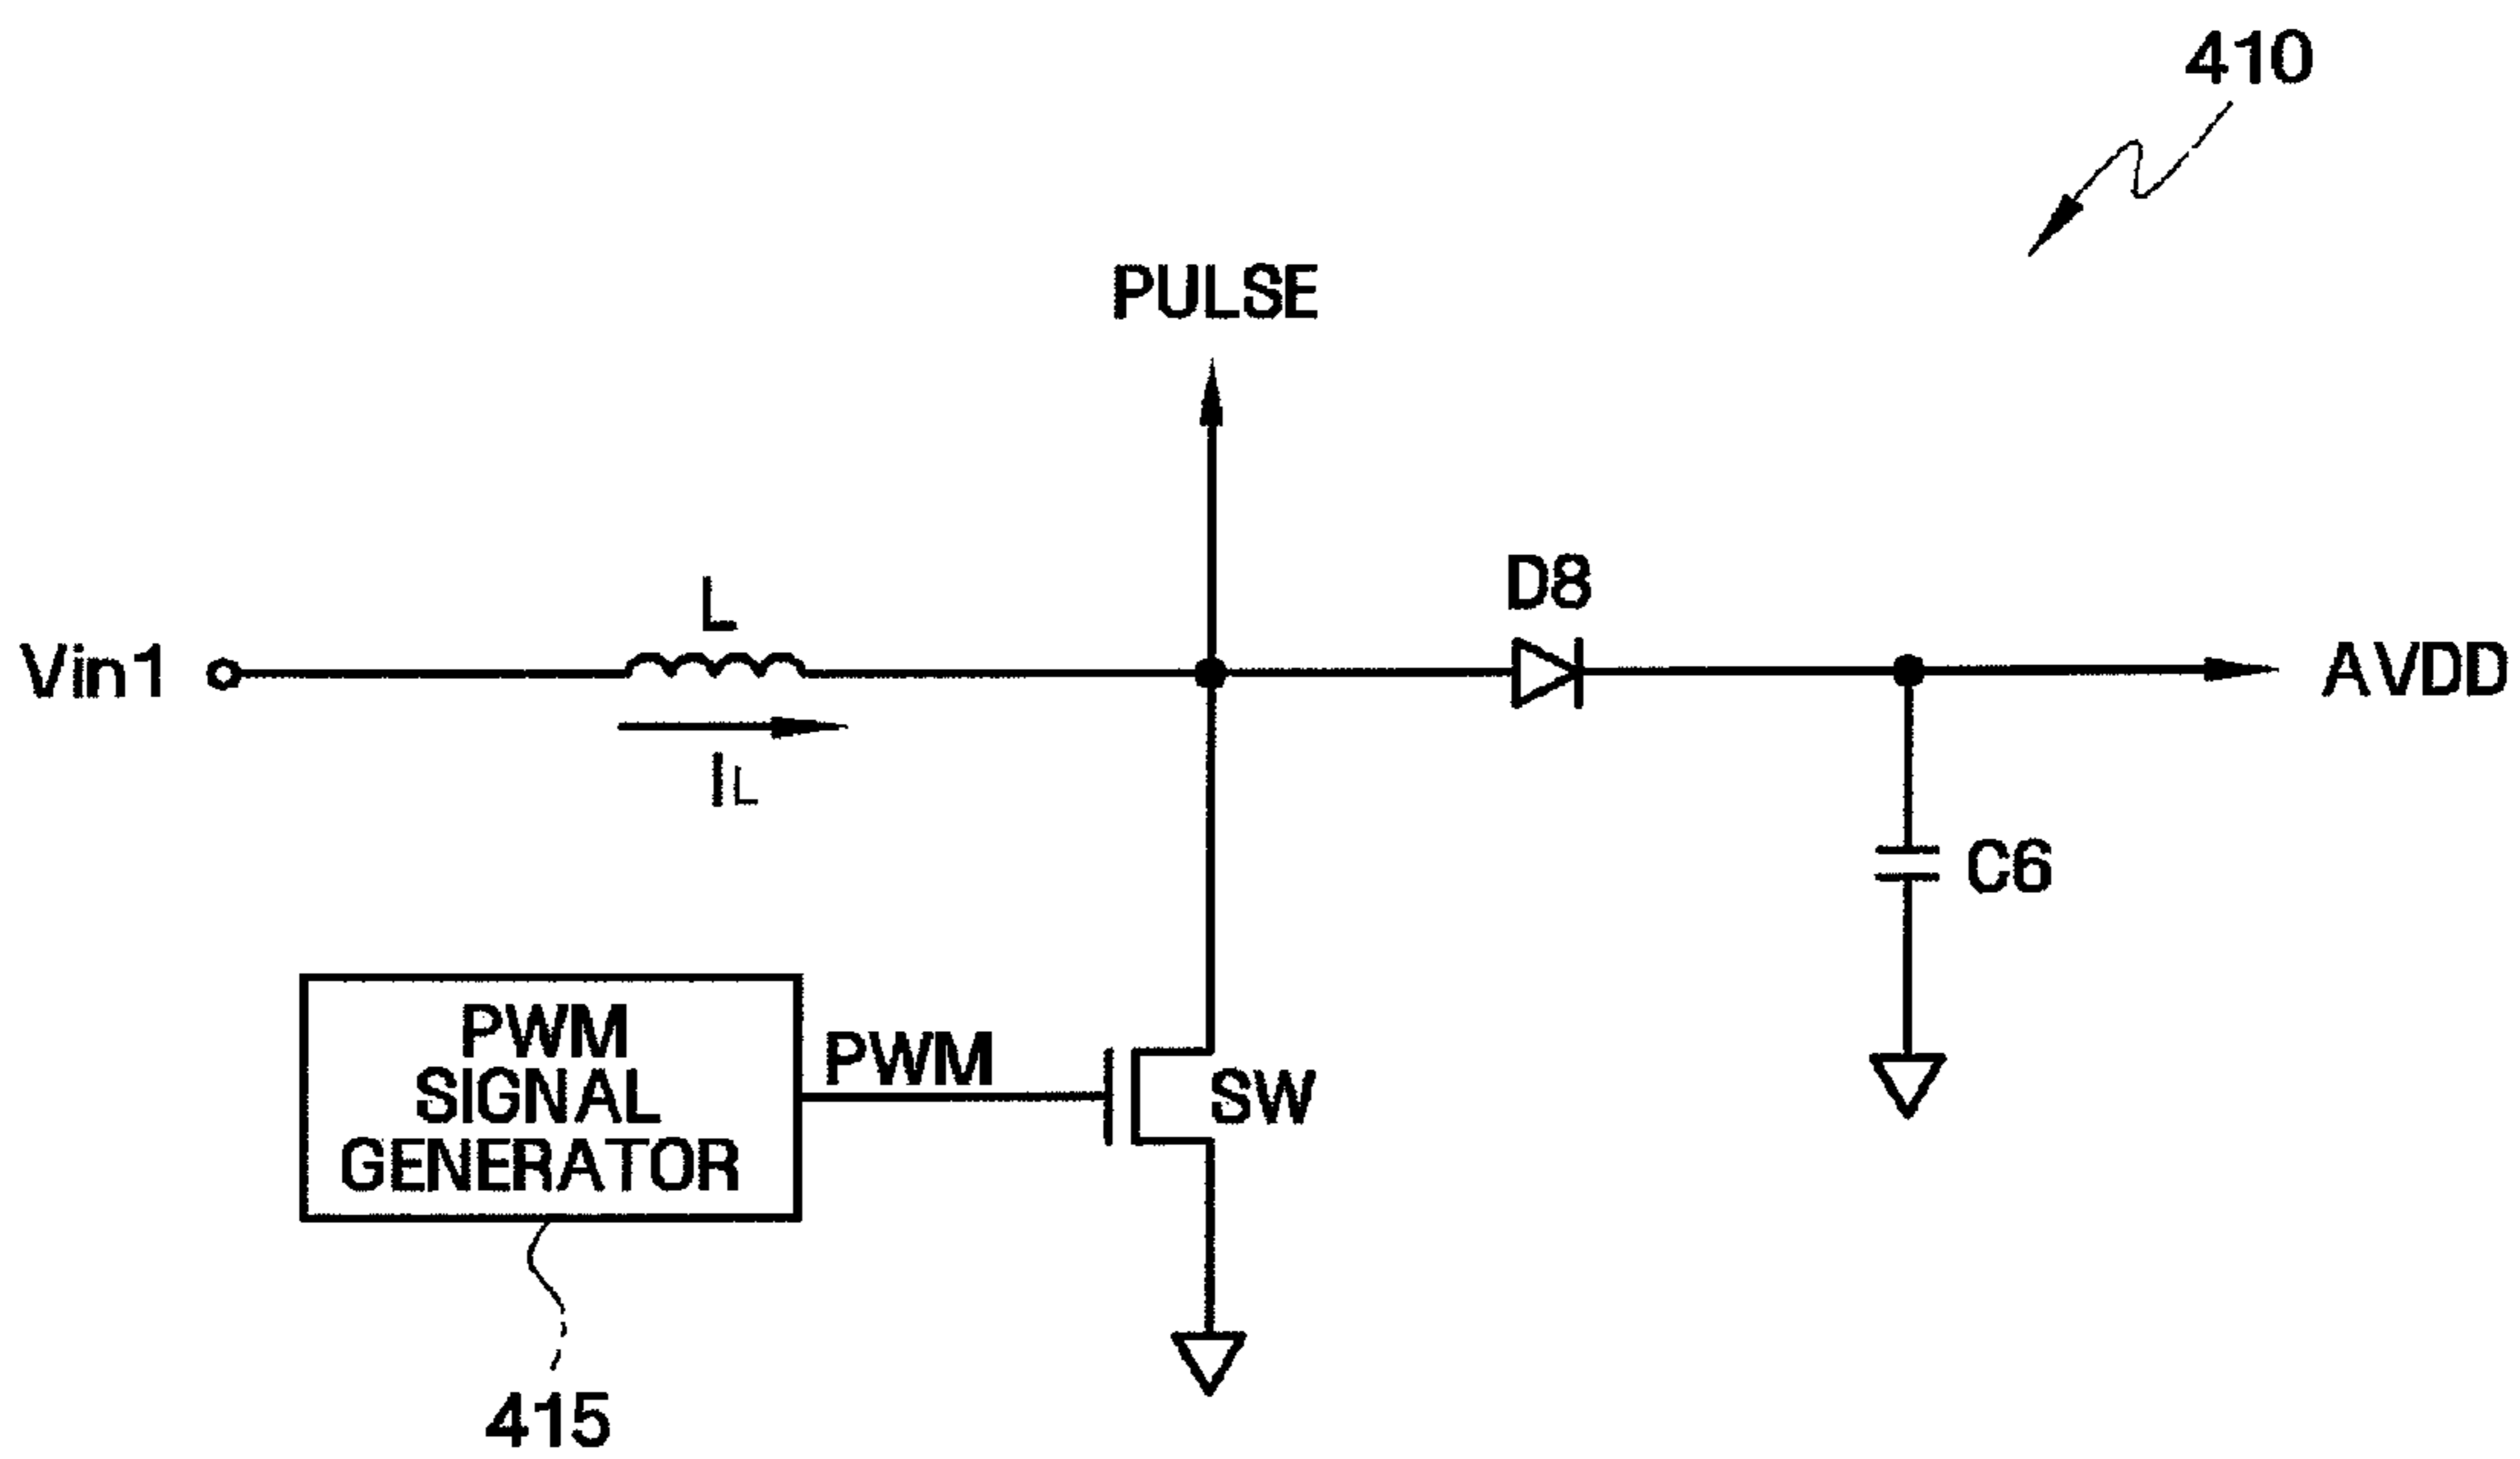 410
PULSE
L
D8
Vin1
AVDD
IL
C6
PWM
SIGNAL
GENERATOR
PWM
SW
415